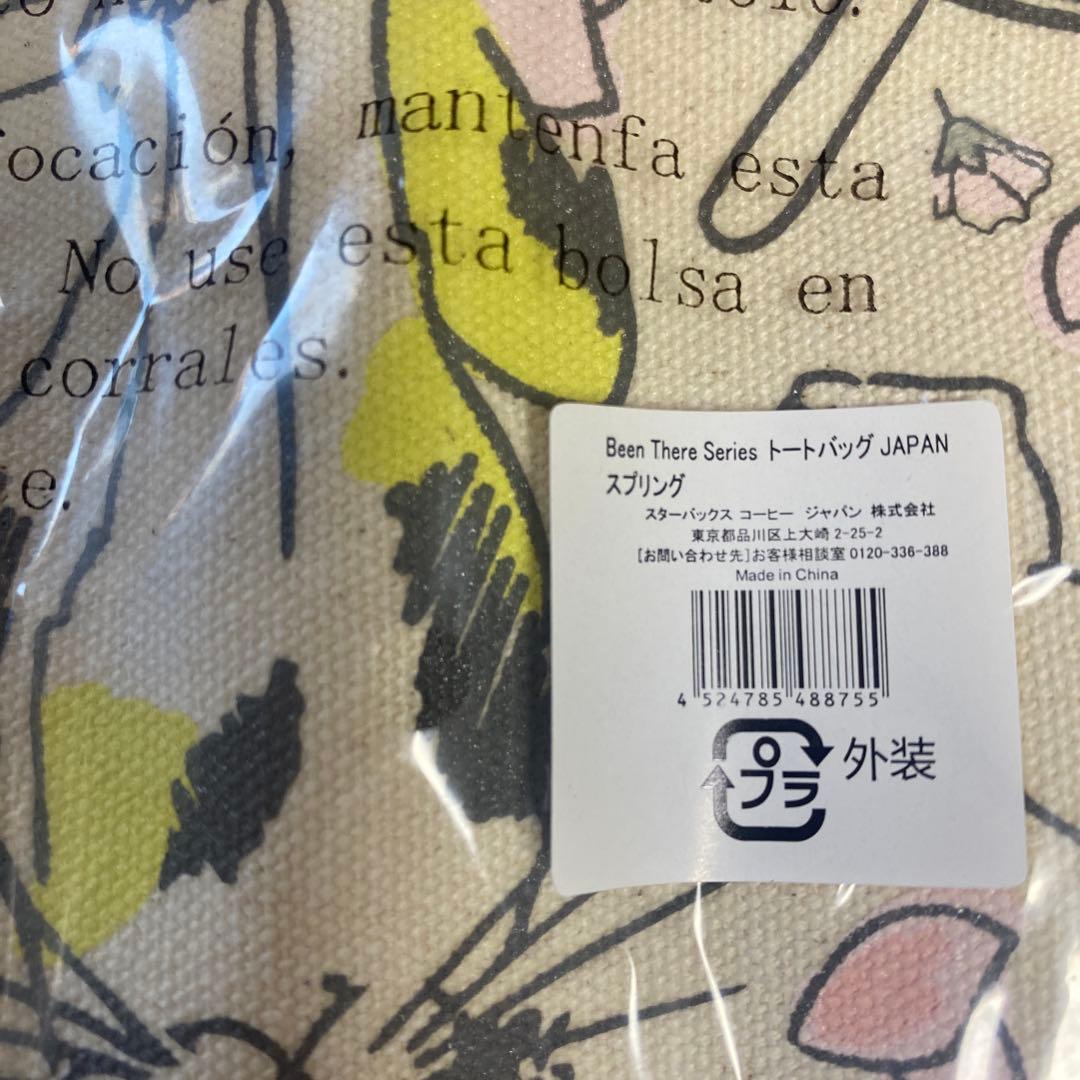 focación, mantenfa esta
No use esta bolsa en
corrales.
e.
Been There Series トートバッグ JAPAN
スプリング
スターバックス コーヒー ジャパン 株式会社
東京都品川区上大崎 2-25-2
[お問い合わせ先]お客様相談室 0120-336-388
Made in China
4 524785 488755
プラ 外装